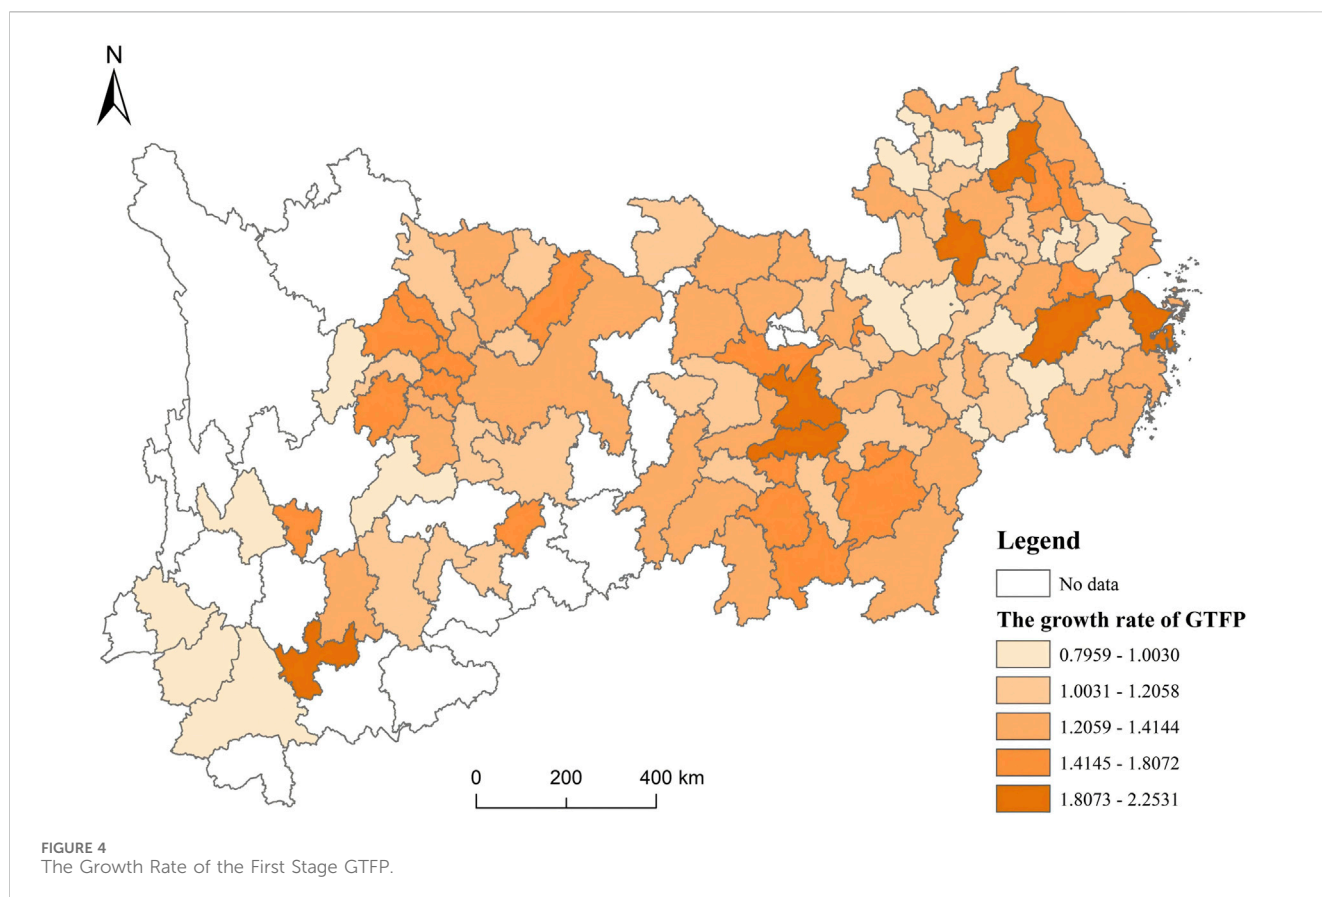 N
Legend
No data
The growth rate of GTFP
0.7959 - 1.0030
1.0031 - 1.2058
1.2059 - 1.4144
1.4145 - 1.8072
1.8073 - 2.2531
0 200 400 km
FIGURE 4
The Growth Rate of the First Stage GTFP.